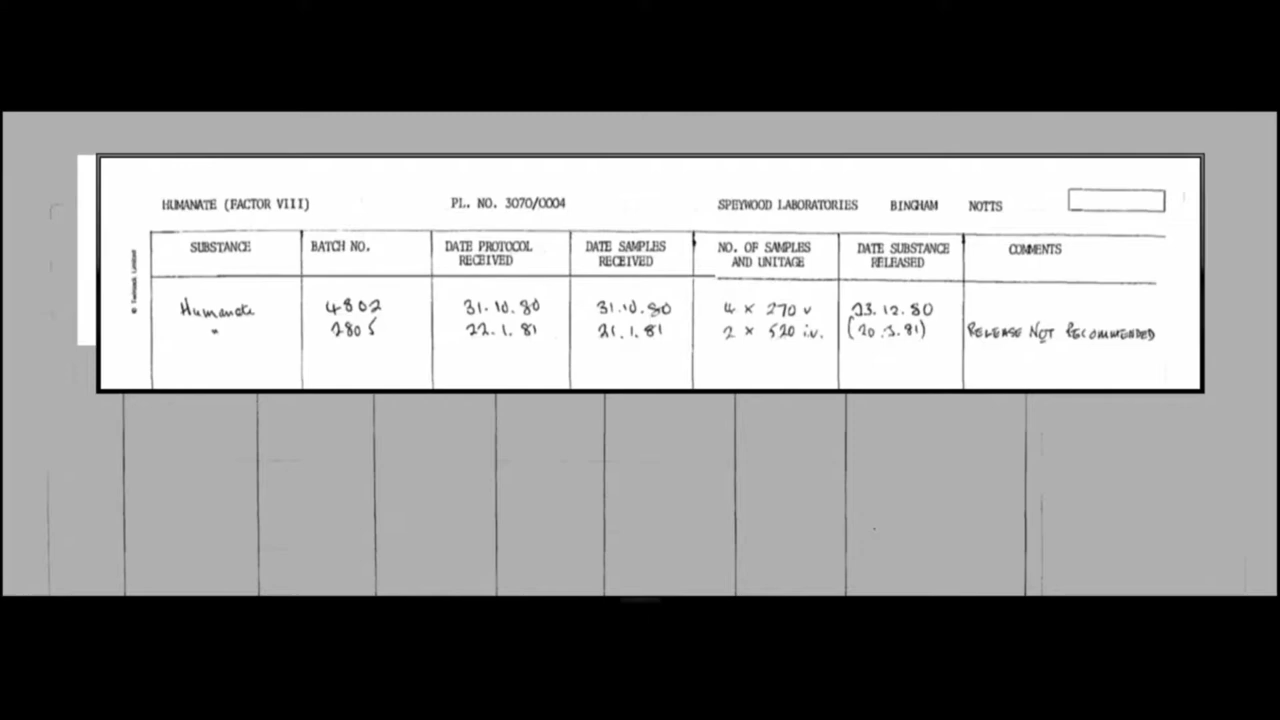 HUMANATE (FACTOR VIII) PL. NO. 3070/0004 SPEYWOOD LABORATORIES BINGHAM NOTTS
SUBSTANCE BATCH NO. DATE PROTOCOL RECEIVED DATE SAMPLES RECEIVED NO. OF SAMPLES AND UNITAGE DATE SUBSTANCE RELEASED COMMENTS
Humanate 4802 31.10.80 31.10.80 4 x 270 23.12.80
" 2805 22.1.81 21.1.81 2 x 520 i.v. (20.3.81) RELEASE NOT RECOMMENDED